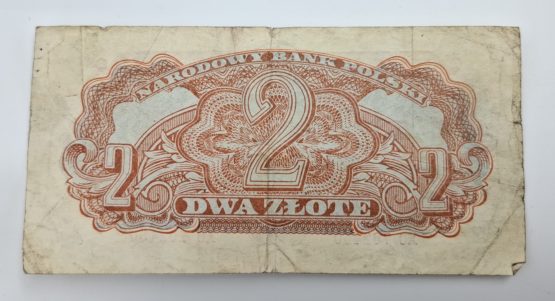 NARODOWY BANK POLSKI
2
2 2
DWA ZŁOTE